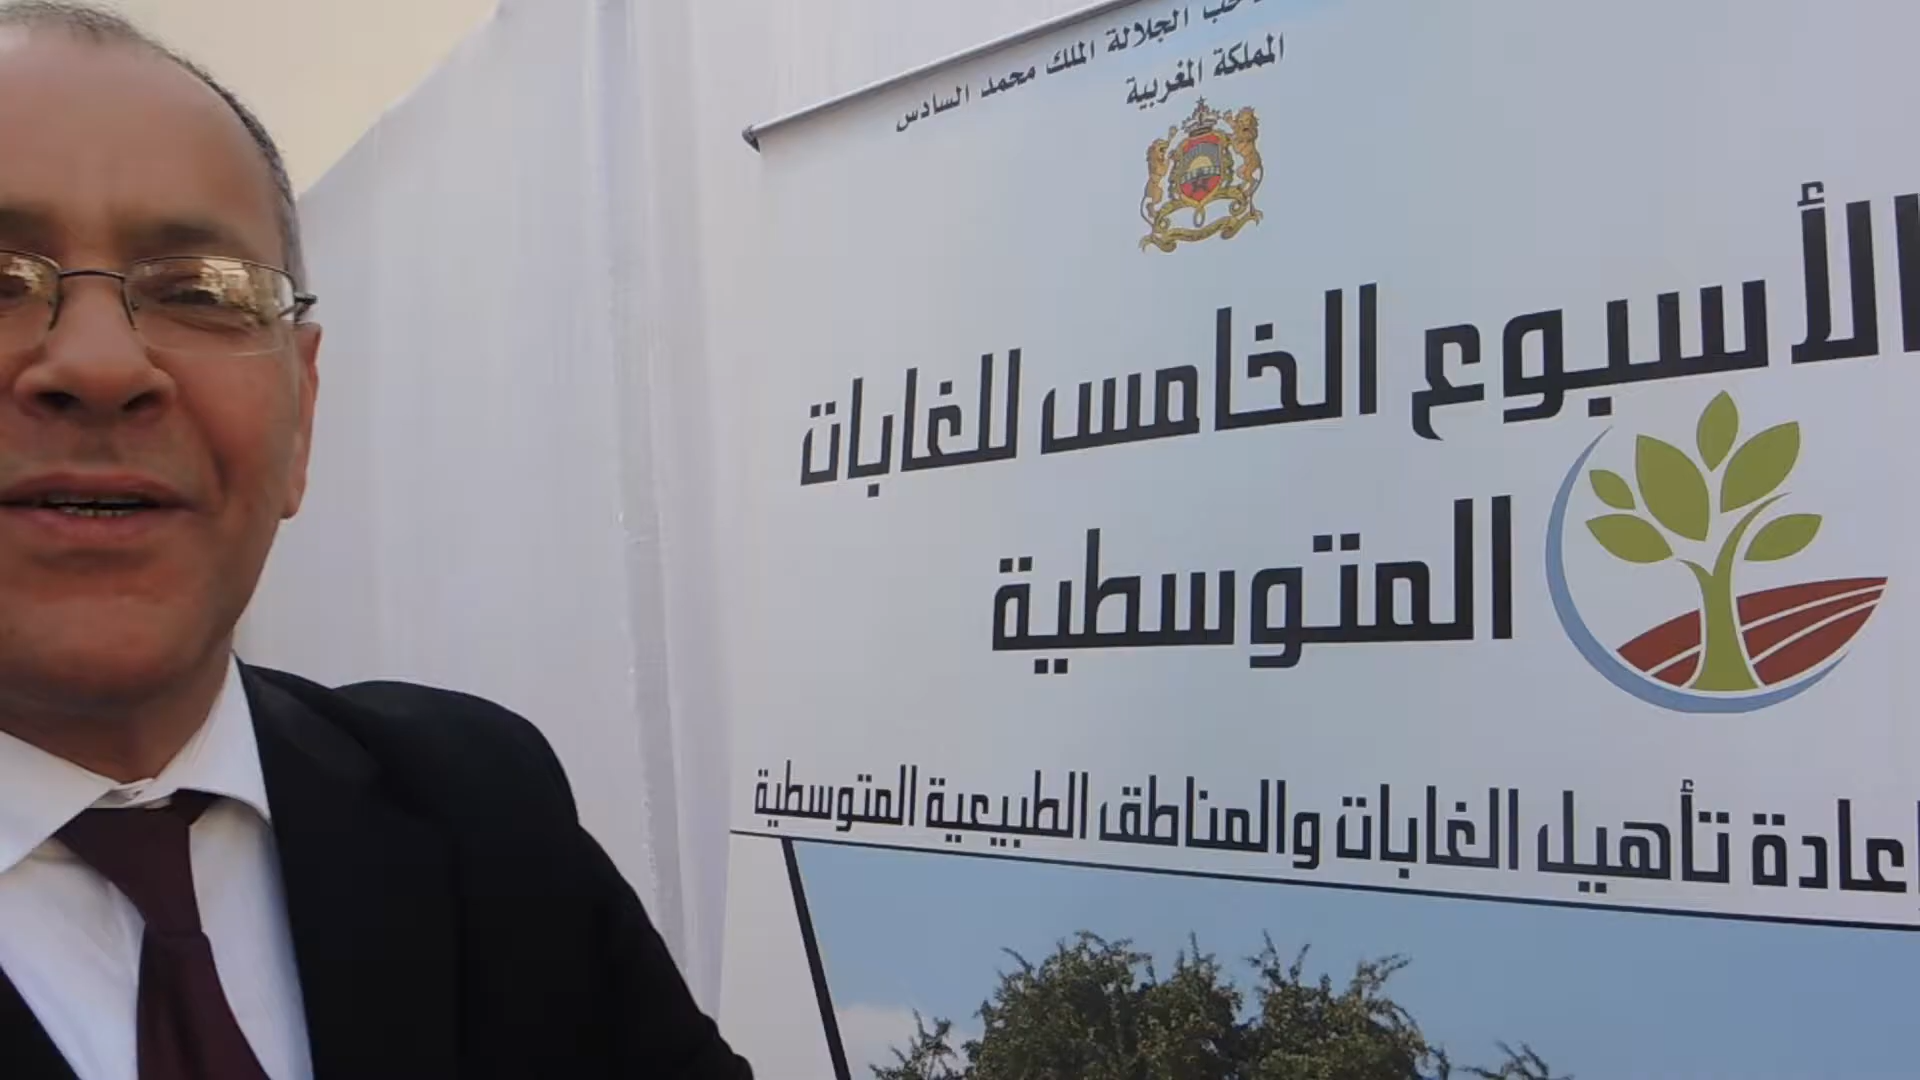 الجلالة الملك محمد السادس
المملكة المغربية
الأسبوع الخامس للغابات
المتوسطية
إعادة تأهيل الغابات والمناطق الطبيعية المتوسطية